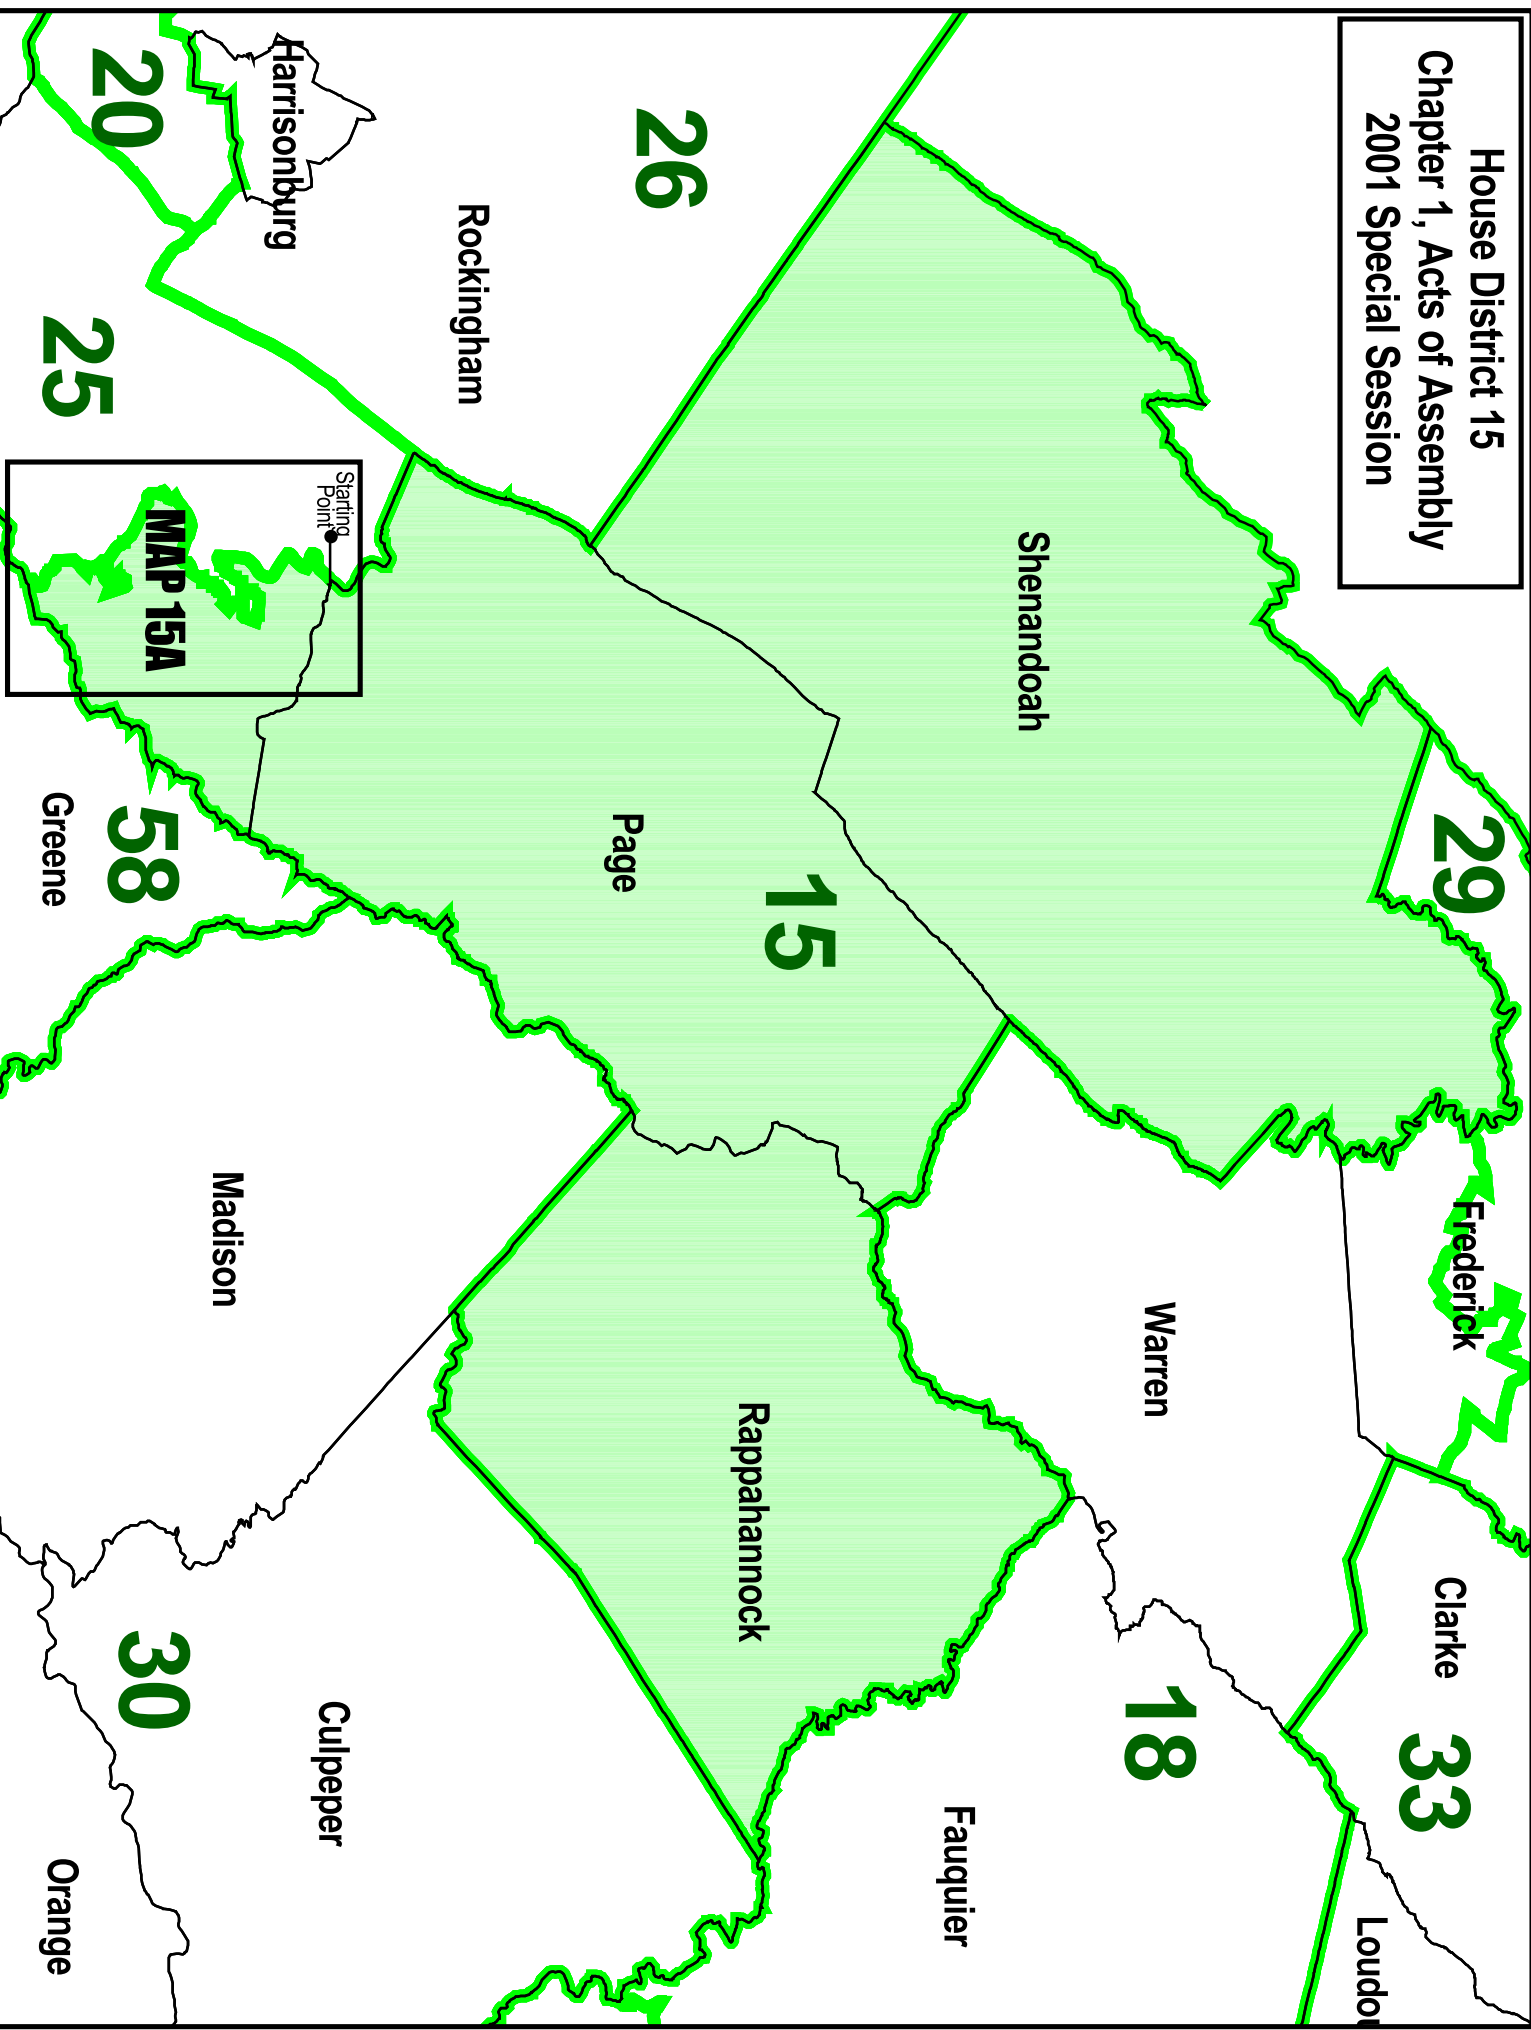 House District 15
Chapter 1, Acts of Assembly
2001 Special Session
29
Frederick
Clarke
33
Loudou
Shenandoah
Warren
18
26
15
Fauquier
Rockingham
Page
Rappahannock
Harrisonburg
Starting
Point
Madison
Culpeper
20
25
MAP 15A
58
Greene
30
Orange